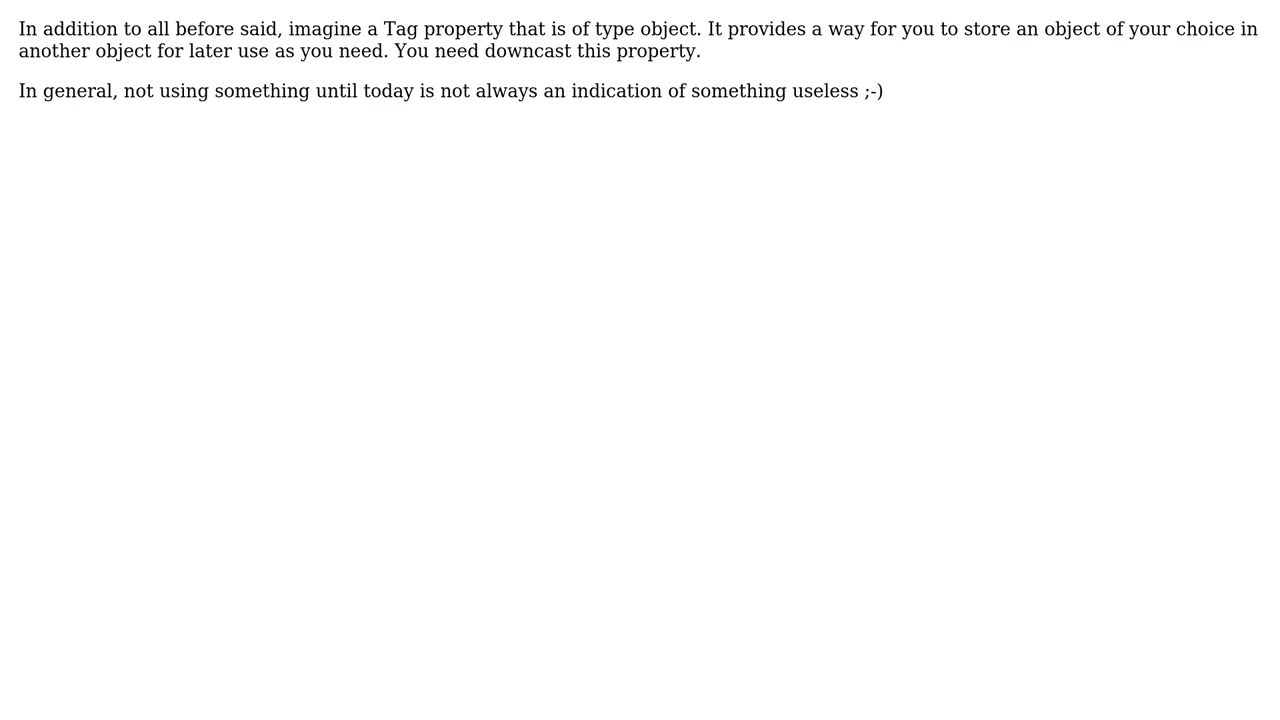 In addition to all before said, imagine a Tag property that is of type object. It provides a way for you to store an object of your choice in
another object for later use as you need. You need downcast this property.
In general, not using something until today is not always an indication of something useless ;-)